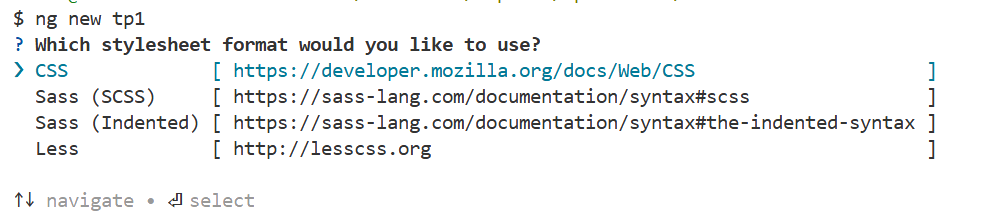 $ ng new tp1
? Which stylesheet format would you like to use?
❯ CSS             [ https://developer.mozilla.org/docs/Web/CSS                     ]
  Sass (SCSS)     [ https://sass-lang.com/documentation/syntax#scss                ]
  Sass (Indented) [ https://sass-lang.com/documentation/syntax#the-indented-syntax ]
  Less            [ http://lesscss.org                                             ]
↑↓ navigate • ⏎ select